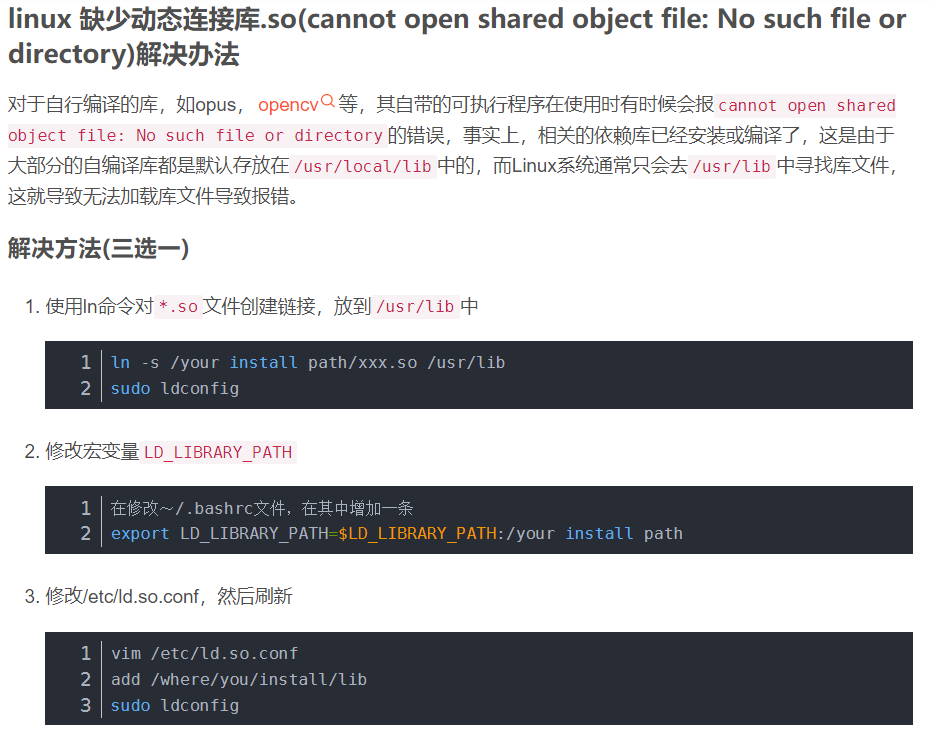 linux 缺少动态连接库.so(cannot open shared object file: No such file or
directory)解决办法
对于自行编译的库，如opus， opencv 等，其自带的可执行程序在使用时有时候会报 cannot open shared
object file: No such file or directory 的错误，事实上，相关的依赖库已经安装或编译了，这是由于
大部分的自编译库都是默认存放在 /usr/local/lib 中的，而Linux系统通常只会去 /usr/lib 中寻找库文件，
这就导致无法加载库文件导致报错。
解决方法(三选一)
1. 使用ln命令对 *.so 文件创建链接，放到 /usr/lib 中
1 ln -s /your install path/xxx.so /usr/lib
2 sudo ldconfig
2. 修改宏变量 LD_LIBRARY_PATH
1 在修改～/.bashrc文件，在其中增加一条
2 export LD_LIBRARY_PATH=$LD_LIBRARY_PATH:/your install path
3. 修改/etc/ld.so.conf，然后刷新
1 vim /etc/ld.so.conf
2 add /where/you/install/lib
3 sudo ldconfig